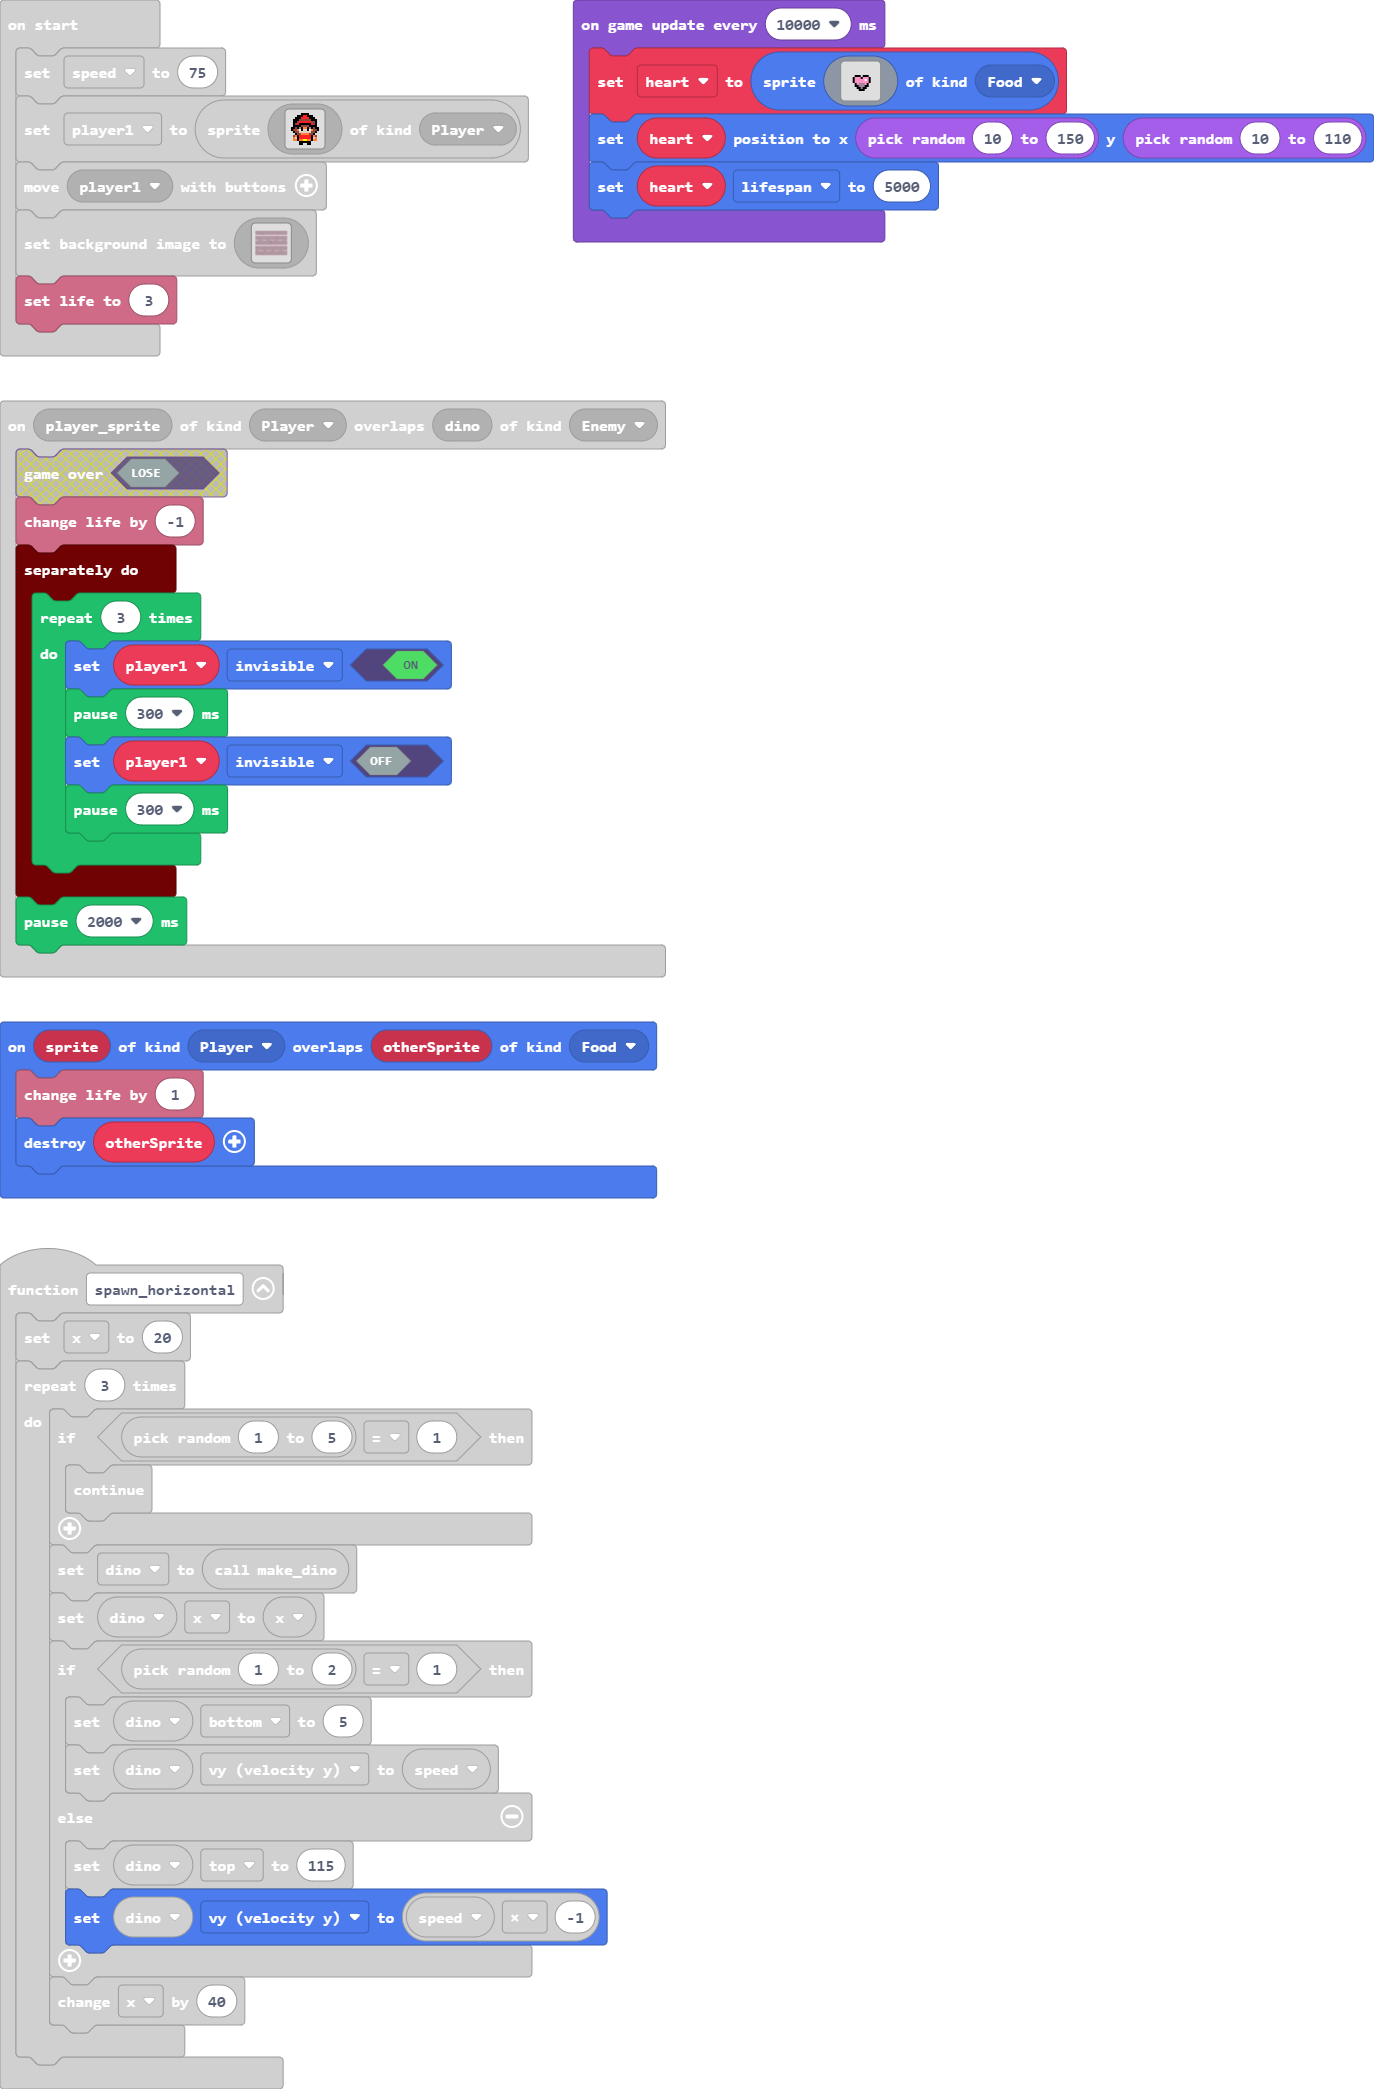 on start
set speed to 75
set player1 to sprite of kind Player
move player1 with buttons
set background image to
set life to 3
on game update every 10000 ms
set heart to sprite of kind Food
set heart position to x pick random 10 to 150 y pick random 10 to 110
set heart lifespan to 5000
on player_sprite of kind Player overlaps dino of kind Enemy
game over LOSE
change life by -1
separately do
repeat 3 times
do
set player1 invisible ON
pause 300 ms
set player1 invisible OFF
pause 300 ms
pause 2000 ms
on sprite of kind Player overlaps otherSprite of kind Food
change life by 1
destroy otherSprite
function spawn_horizontal
set x to 20
repeat 3 times
do
if pick random 1 to 5 = 1 then
continue
set dino to call make_dino
set dino x to x
if pick random 1 to 2 = 1 then
set dino bottom to 5
set dino vy (velocity y) to speed
else
set dino top to 115
set dino vy (velocity y) to speed × -1
change x by 40